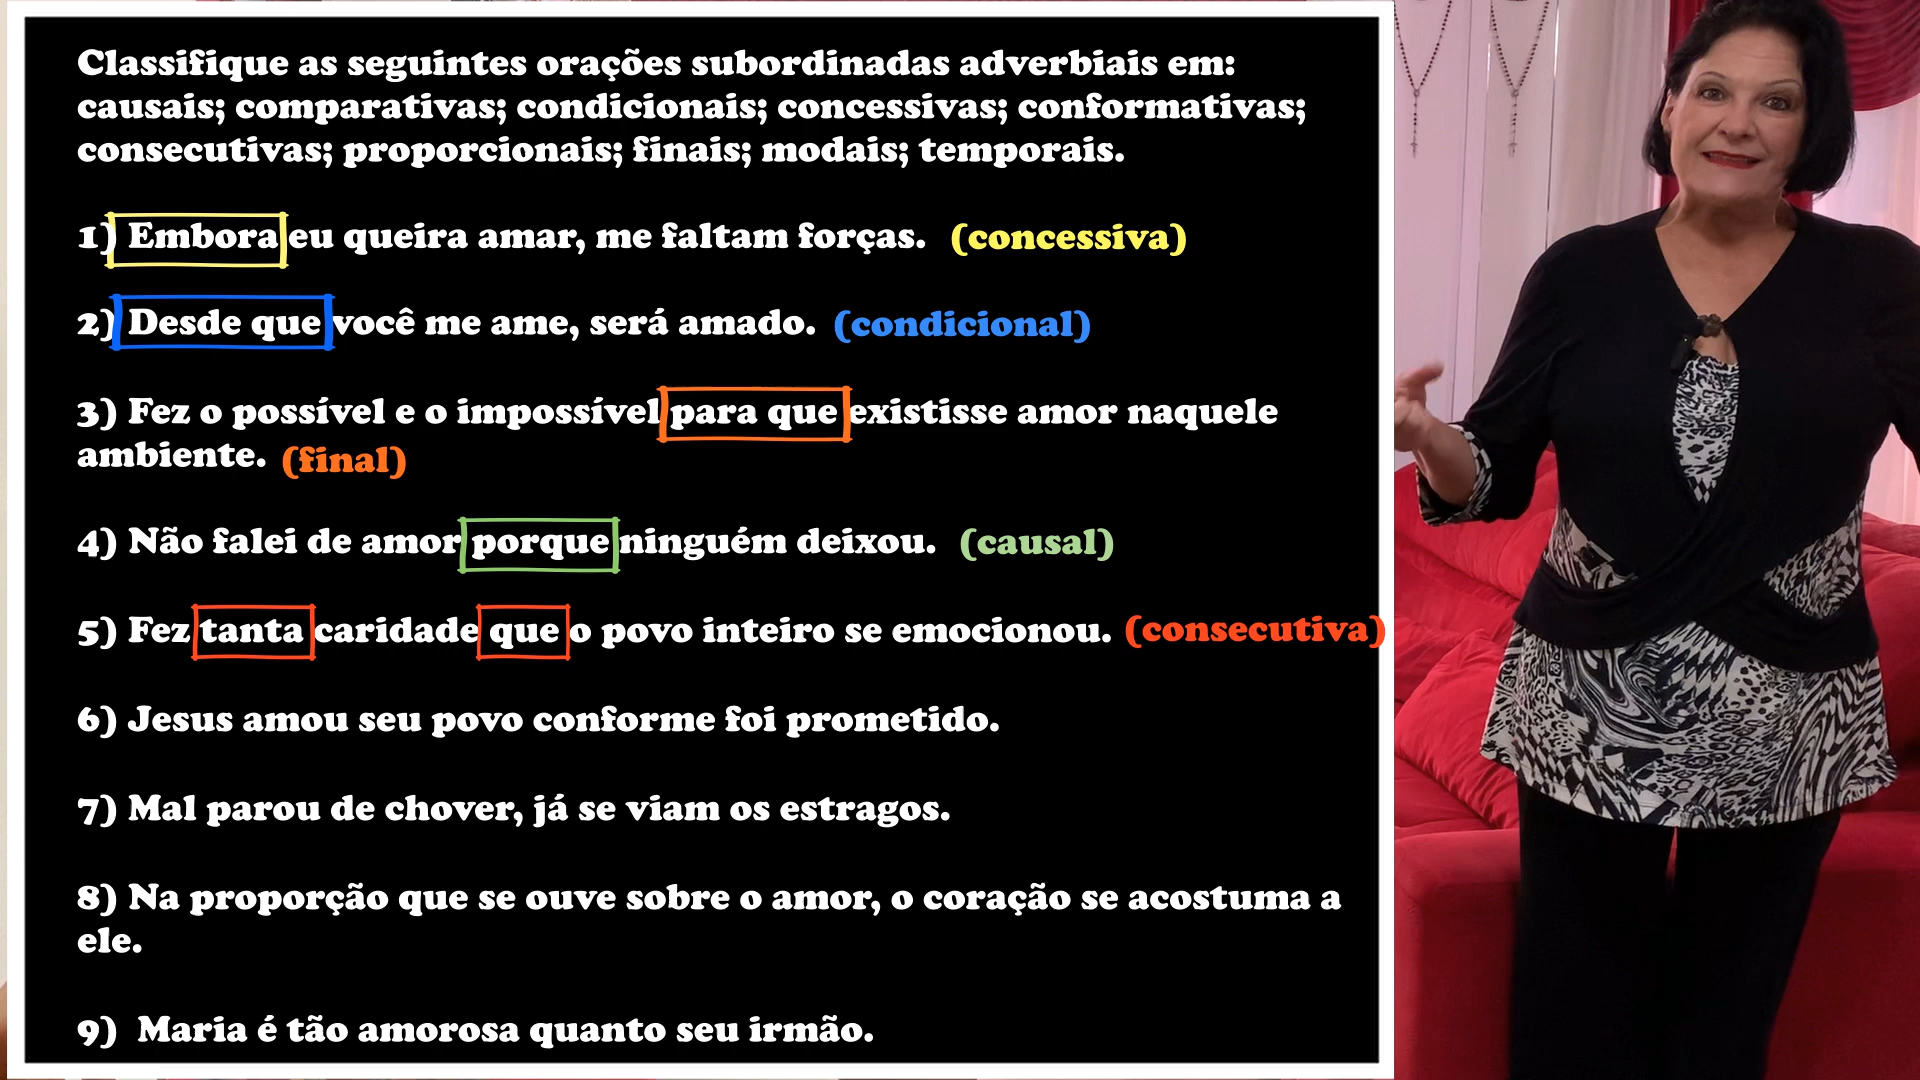 Classifique as seguintes orações subordinadas adverbiais em:
causais; comparativas; condicionais; concessivas; conformativas;
consecutivas; proporcionais; finais; modais; temporais.
1) Embora eu queira amar, me faltam forças. (concessiva)
2) Desde que você me ame, será amado. (condicional)
3) Fez o possível e o impossível para que existisse amor naquele
ambiente. (final)
4) Não falei de amor porque ninguém deixou. (causal)
5) Fez tanta caridade que o povo inteiro se emocionou. (consecutiva)
6) Jesus amou seu povo conforme foi prometido.
7) Mal parou de chover, já se viam os estragos.
8) Na proporção que se ouve sobre o amor, o coração se acostuma a
ele.
9) Maria é tão amorosa quanto seu irmão.